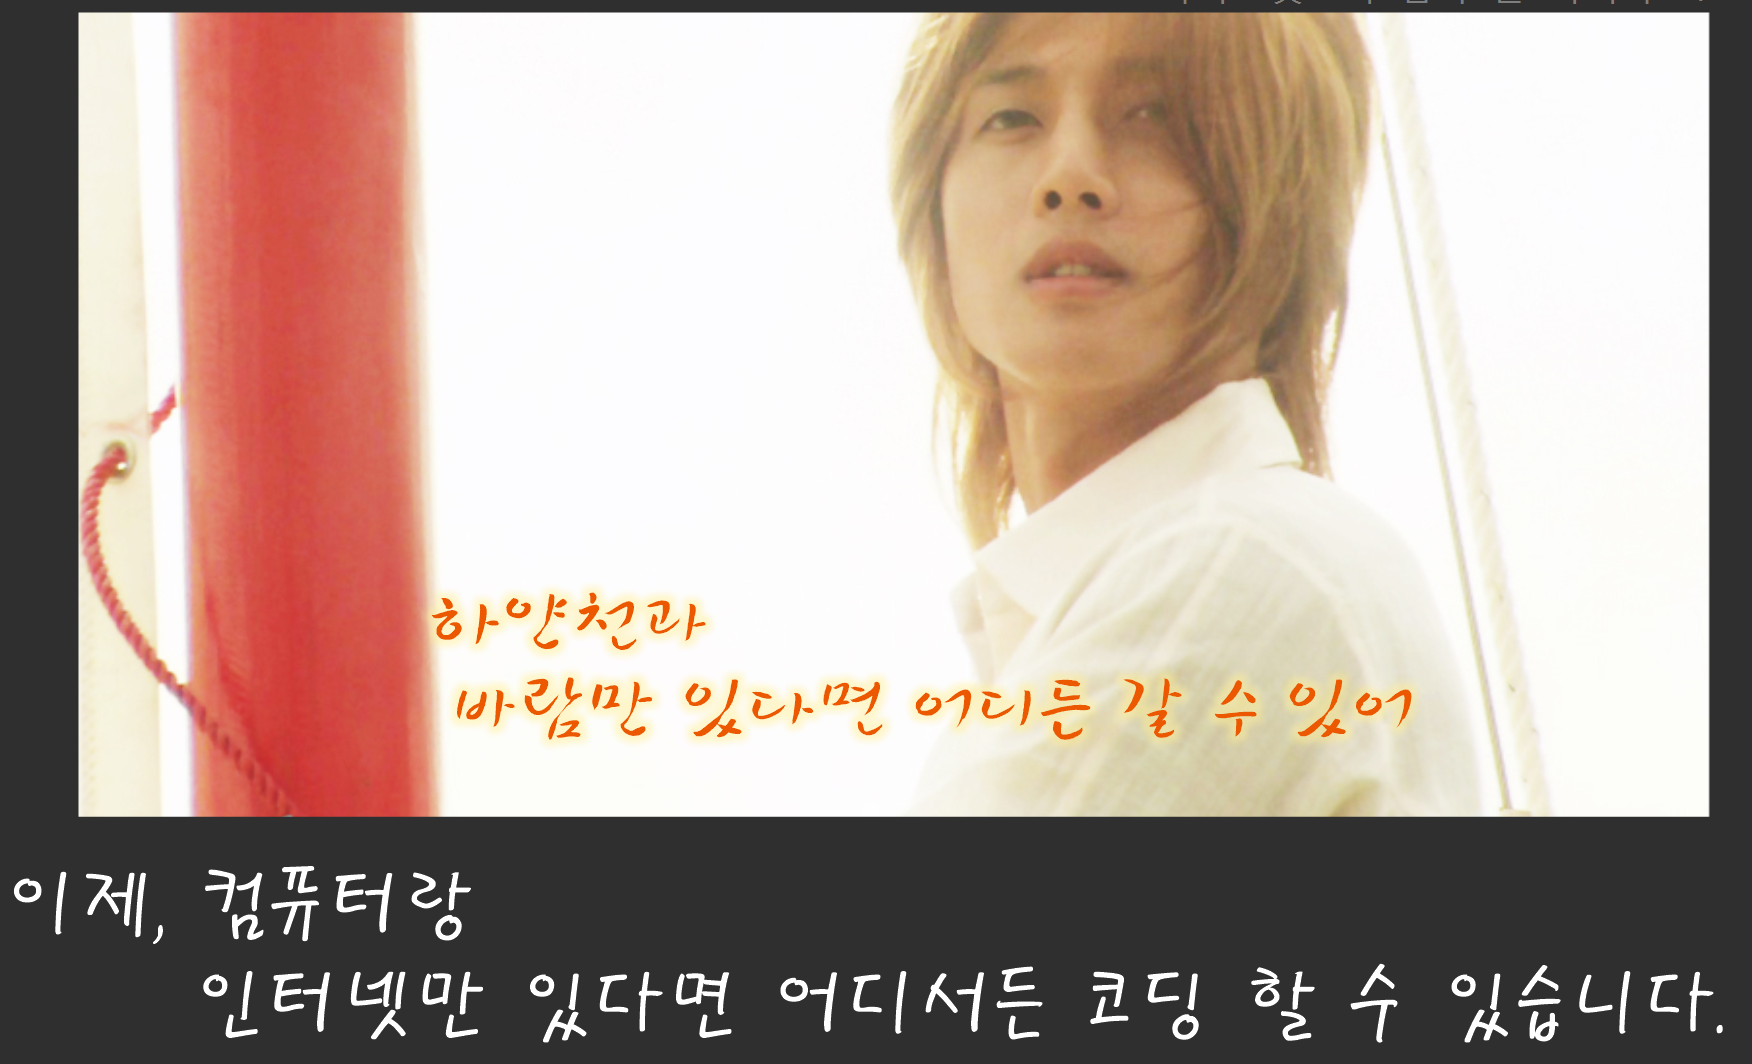 하얀천과
바람만 있다면 어디든 갈 수 있어
이제, 컴퓨터랑
인터넷만 있다면 어디서든 코딩 할 수 있습니다.